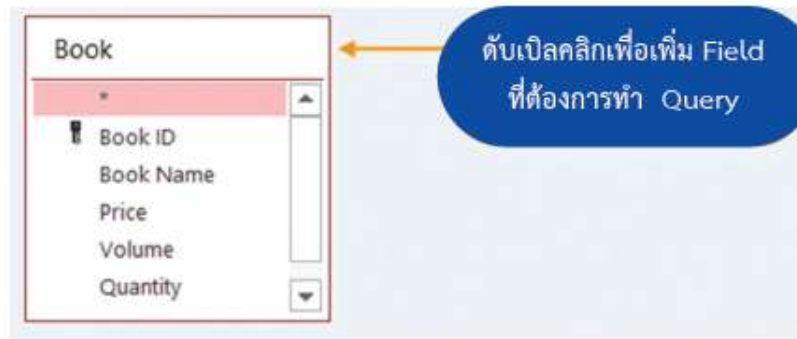 Book
*
Book ID
Book Name
Price
Volume
Quantity
ดับเบิลคลิกเพื่อเพิ่ม Field
ที่ต้องการทำ Query